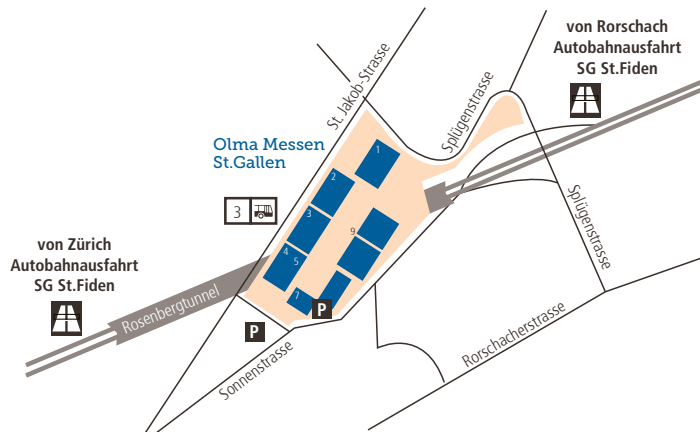 von Rorschach
Autobahnausfahrt
SG St.Fiden
St. Jakob-Strasse
Splügenstrasse
Olma Messen
St.Gallen
1
2
3
3
9
4
5
7
P
P
von Zürich
Autobahnausfahrt
SG St.Fiden
Rosenbergtunnel
Splügenstrasse
Sonnenstrasse
Rorschacherstrasse